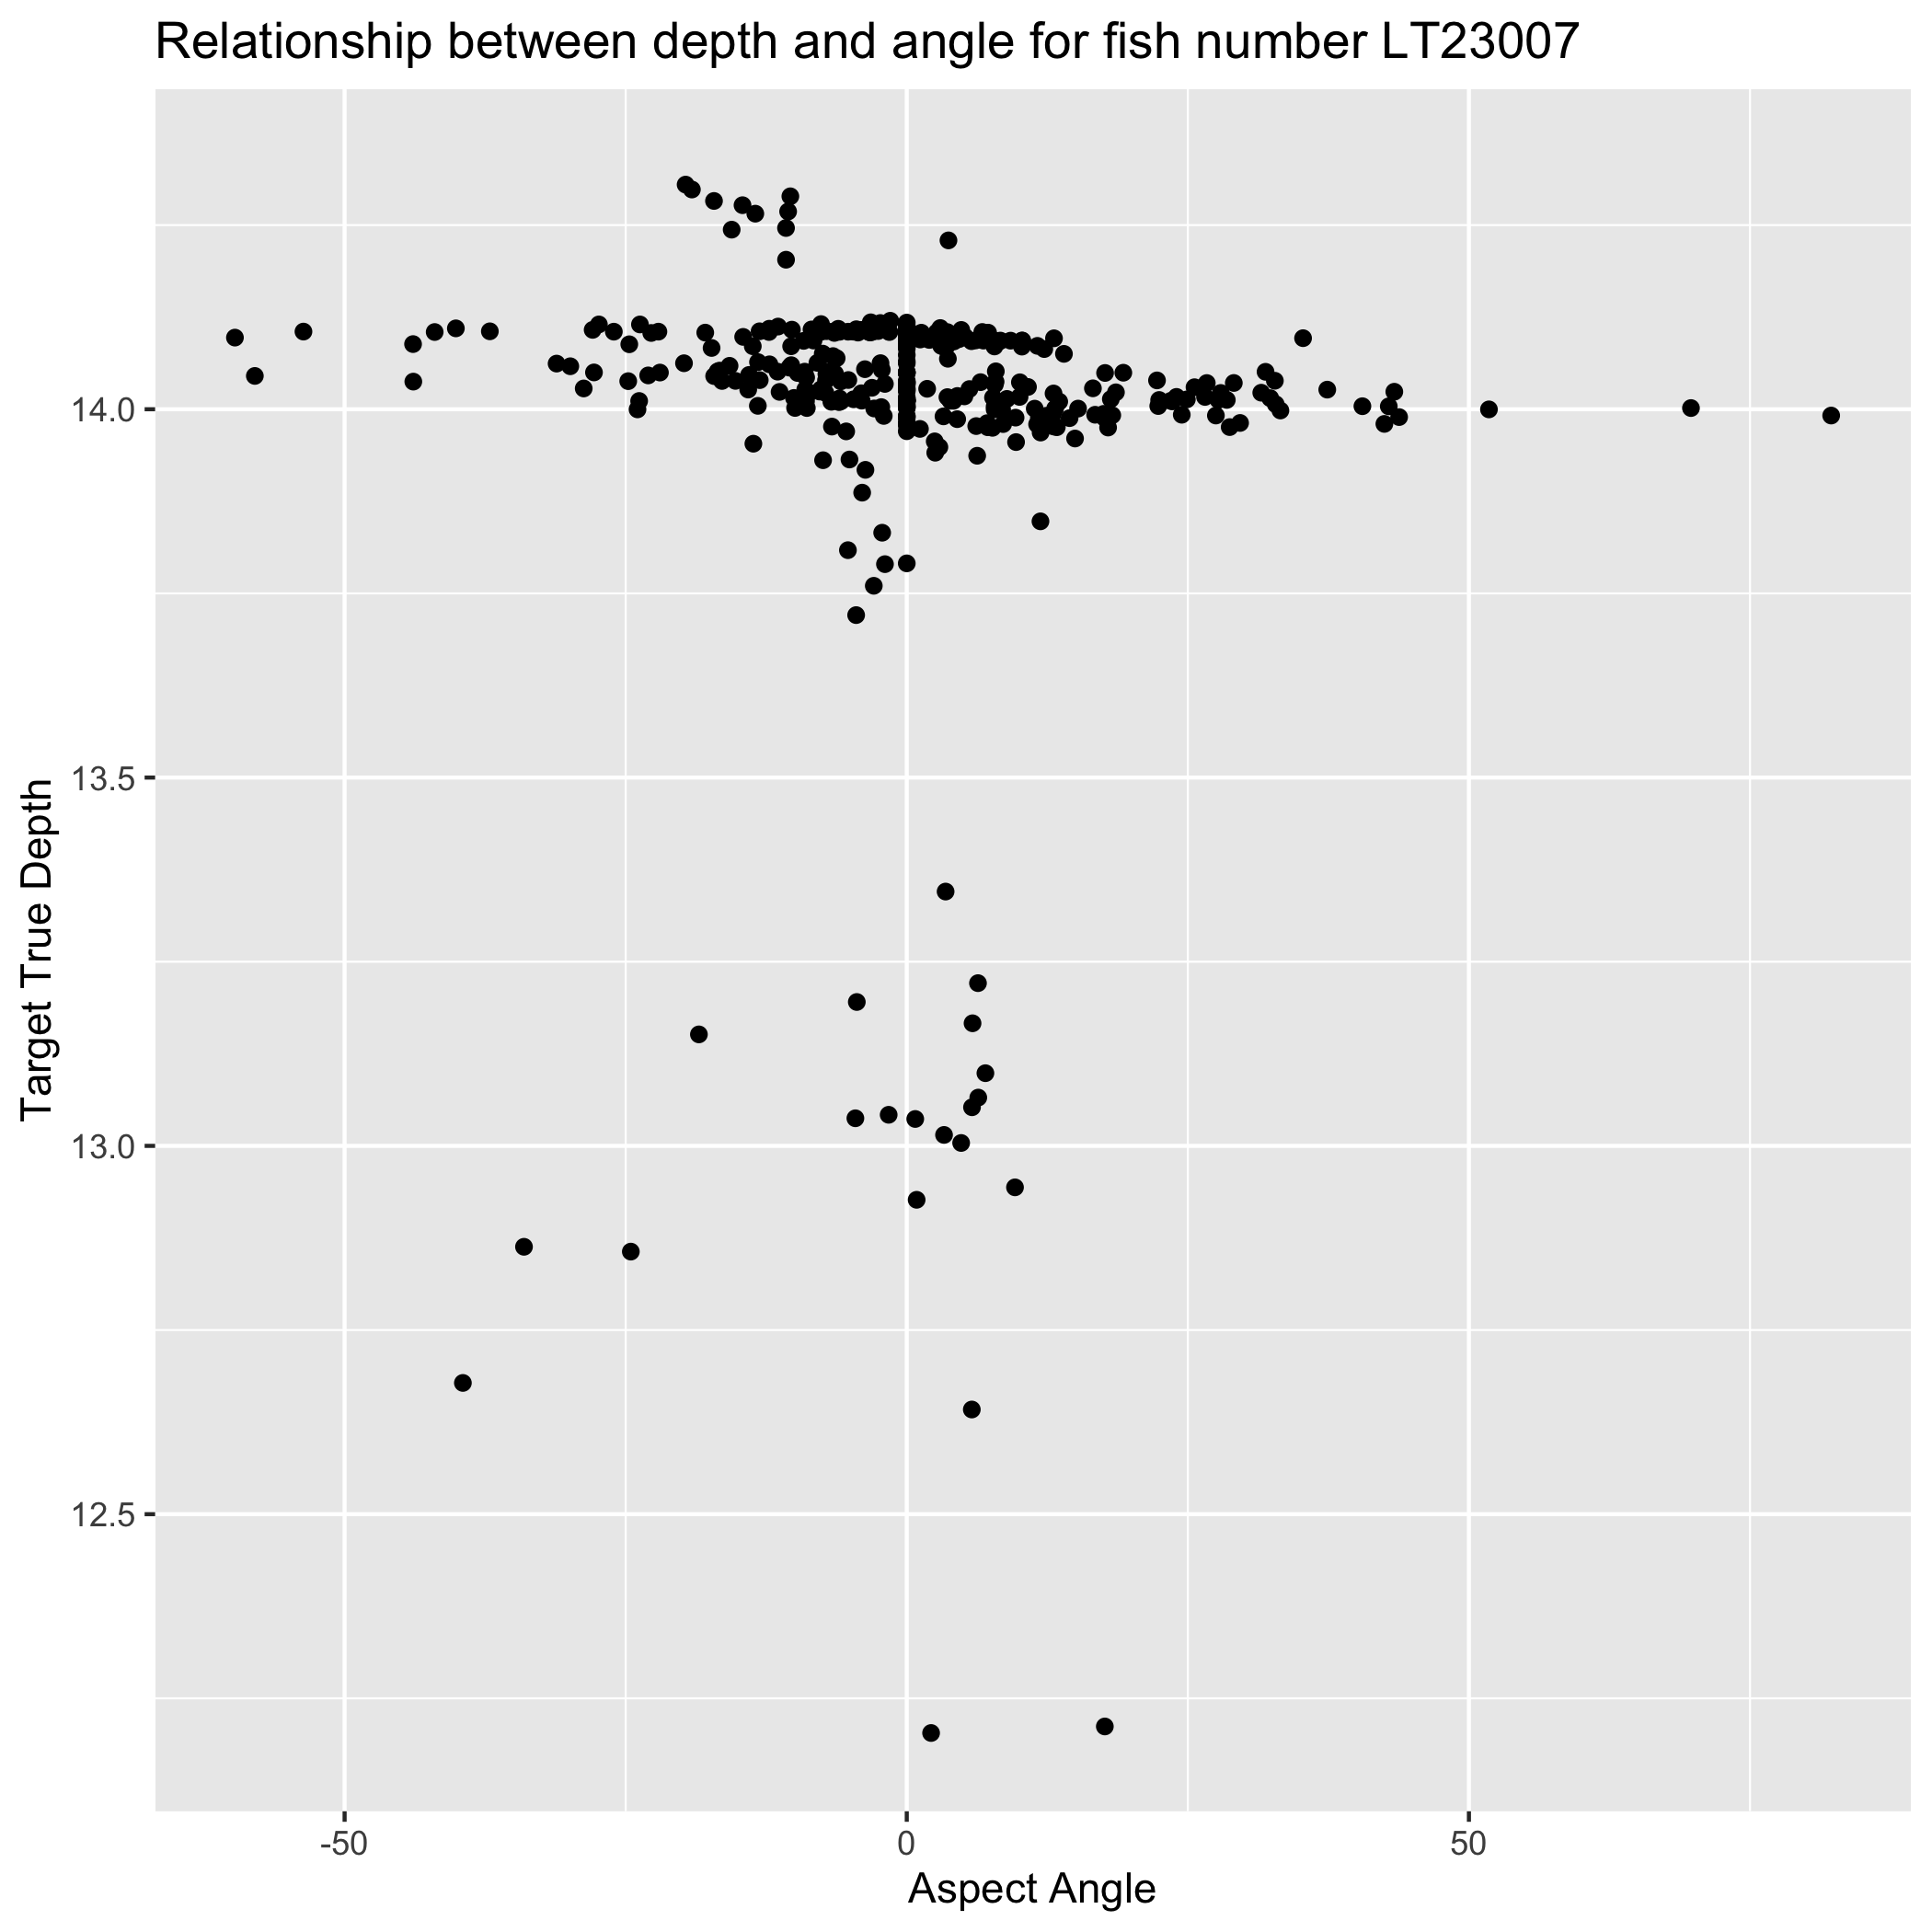 Relationship between depth and angle for fish number LT23007
Target True Depth
14.0
13.5
13.0
12.5
-50
0
50
Aspect Angle